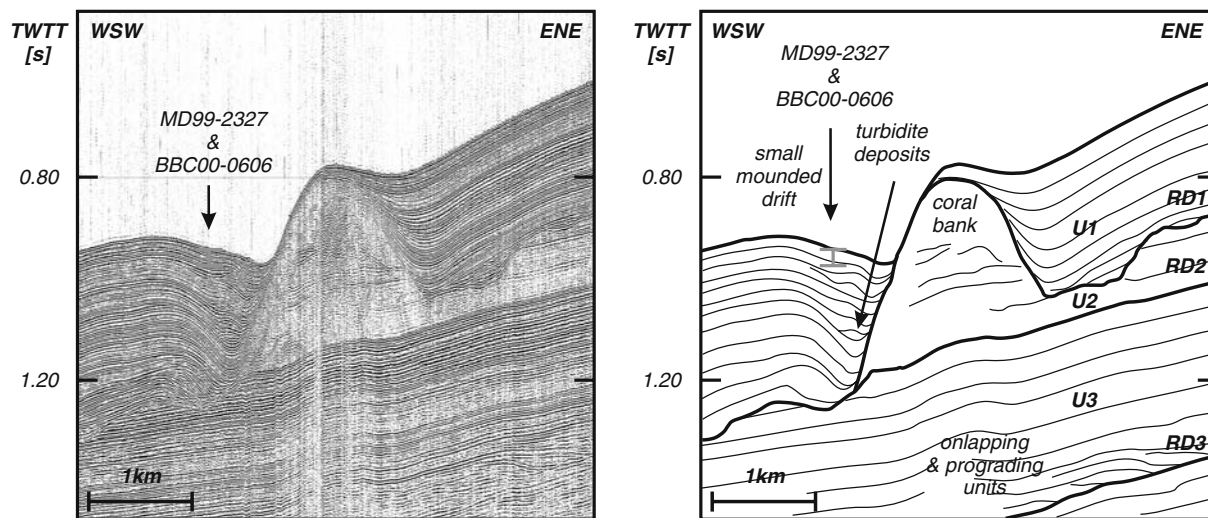 TWTT
[s]
WSW
ENE
MD99-2327
&
BBC00-0606
0.80
1.20
1km
TWTT
[s]
WSW
ENE
MD99-2327
&
BBC00-0606
turbidite
deposits
small
mounded
drift
0.80
coral
bank
U1
RD1
RD2
U2
1.20
U3
onlapping
& prograding
units
RD3
1km